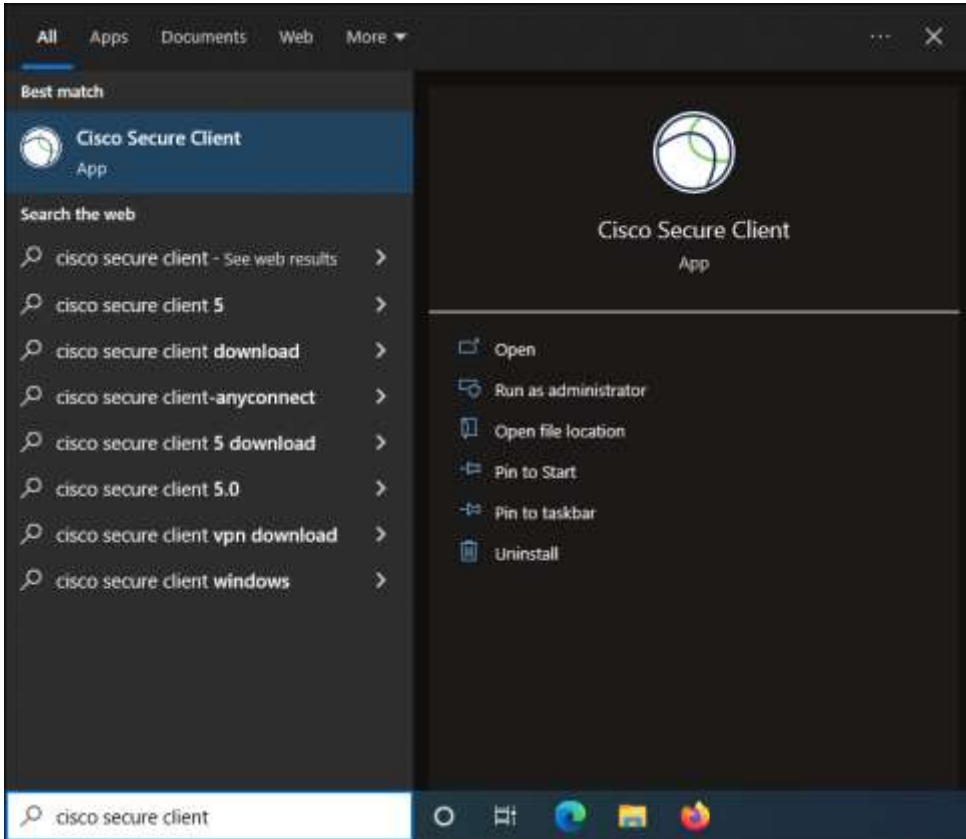 All Apps Documents Web More
Best match
Cisco Secure Client
App
Search the web
cisco secure client - See web results
cisco secure client 5
cisco secure client download
cisco secure client-anyconnect
cisco secure client 5 download
cisco secure client 5.0
cisco secure client vpn download
cisco secure client windows
Cisco Secure Client
App
Open
Run as administrator
Open file location
Pin to Start
Pin to taskbar
Uninstall
cisco secure client